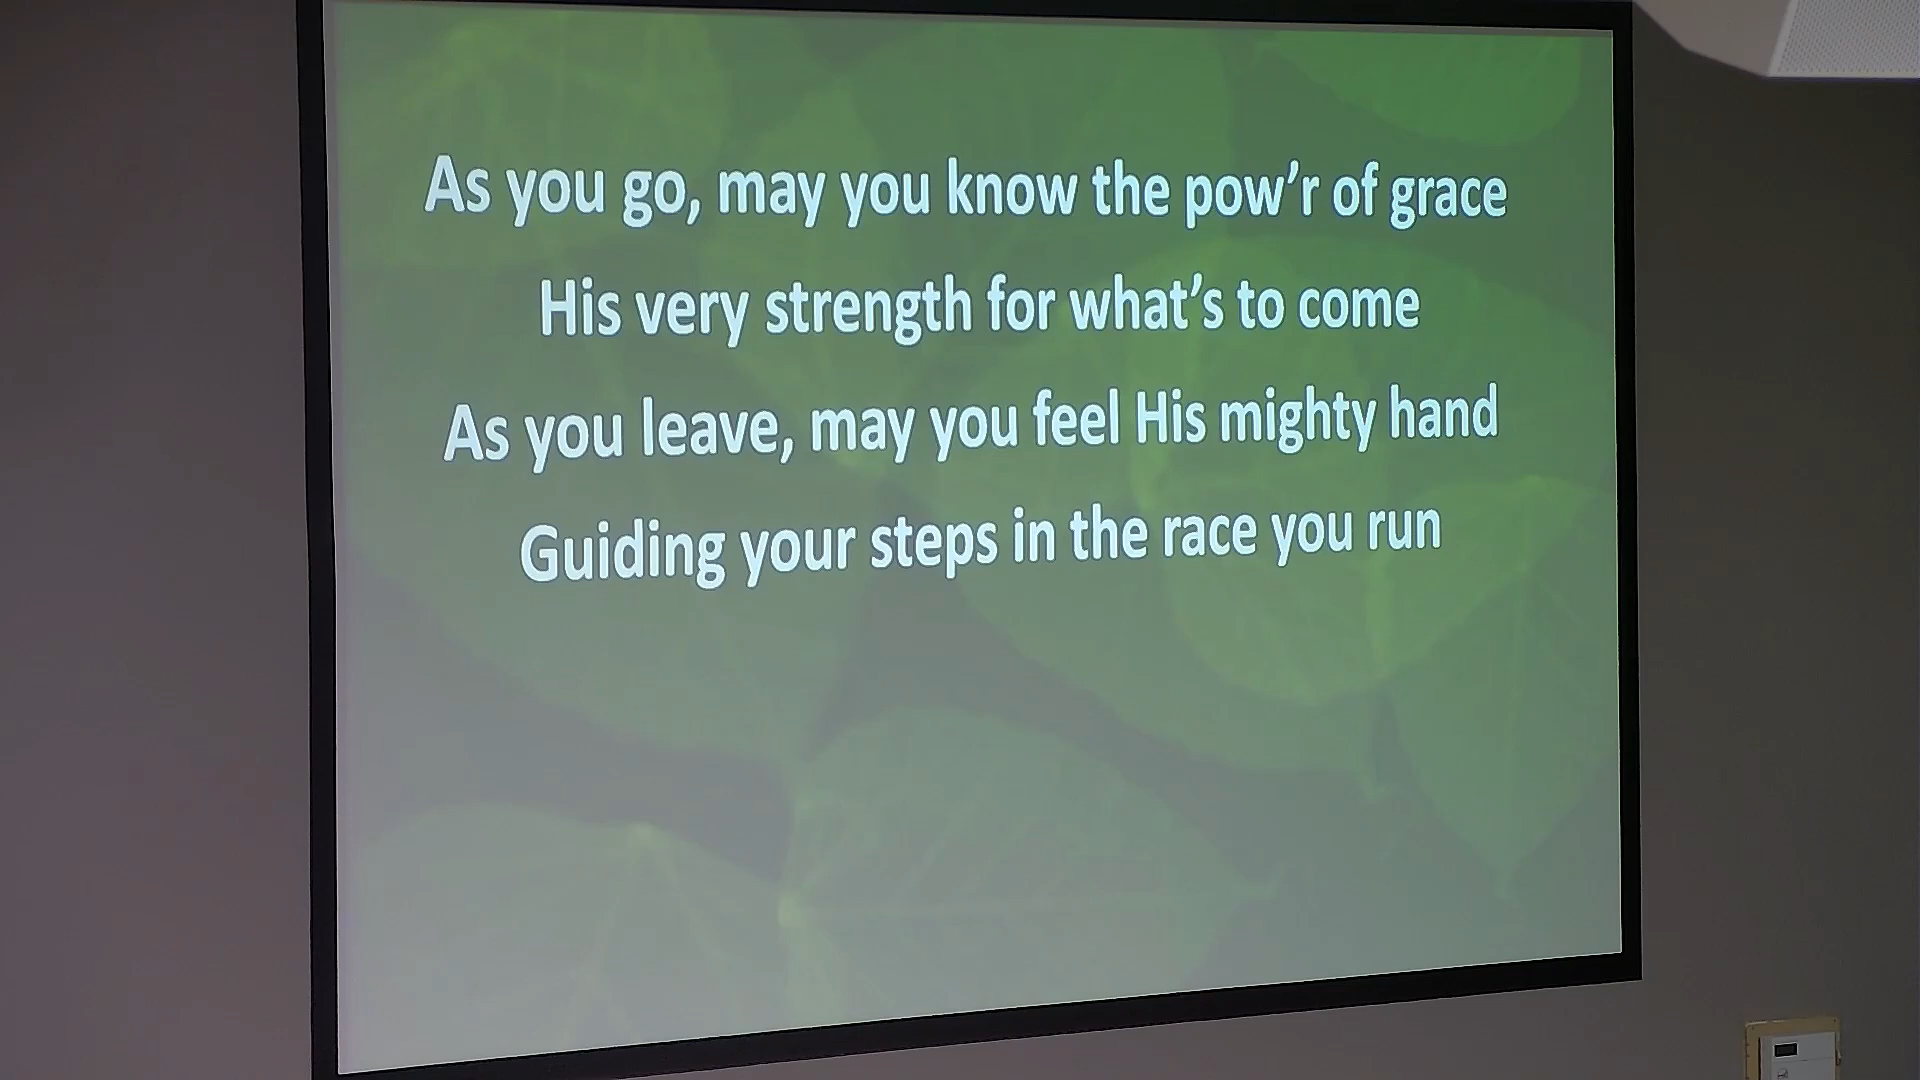 As you go, may you know the pow’r of grace
His very strength for what’s to come
As you leave, may you feel His mighty hand
Guiding your steps in the race you run